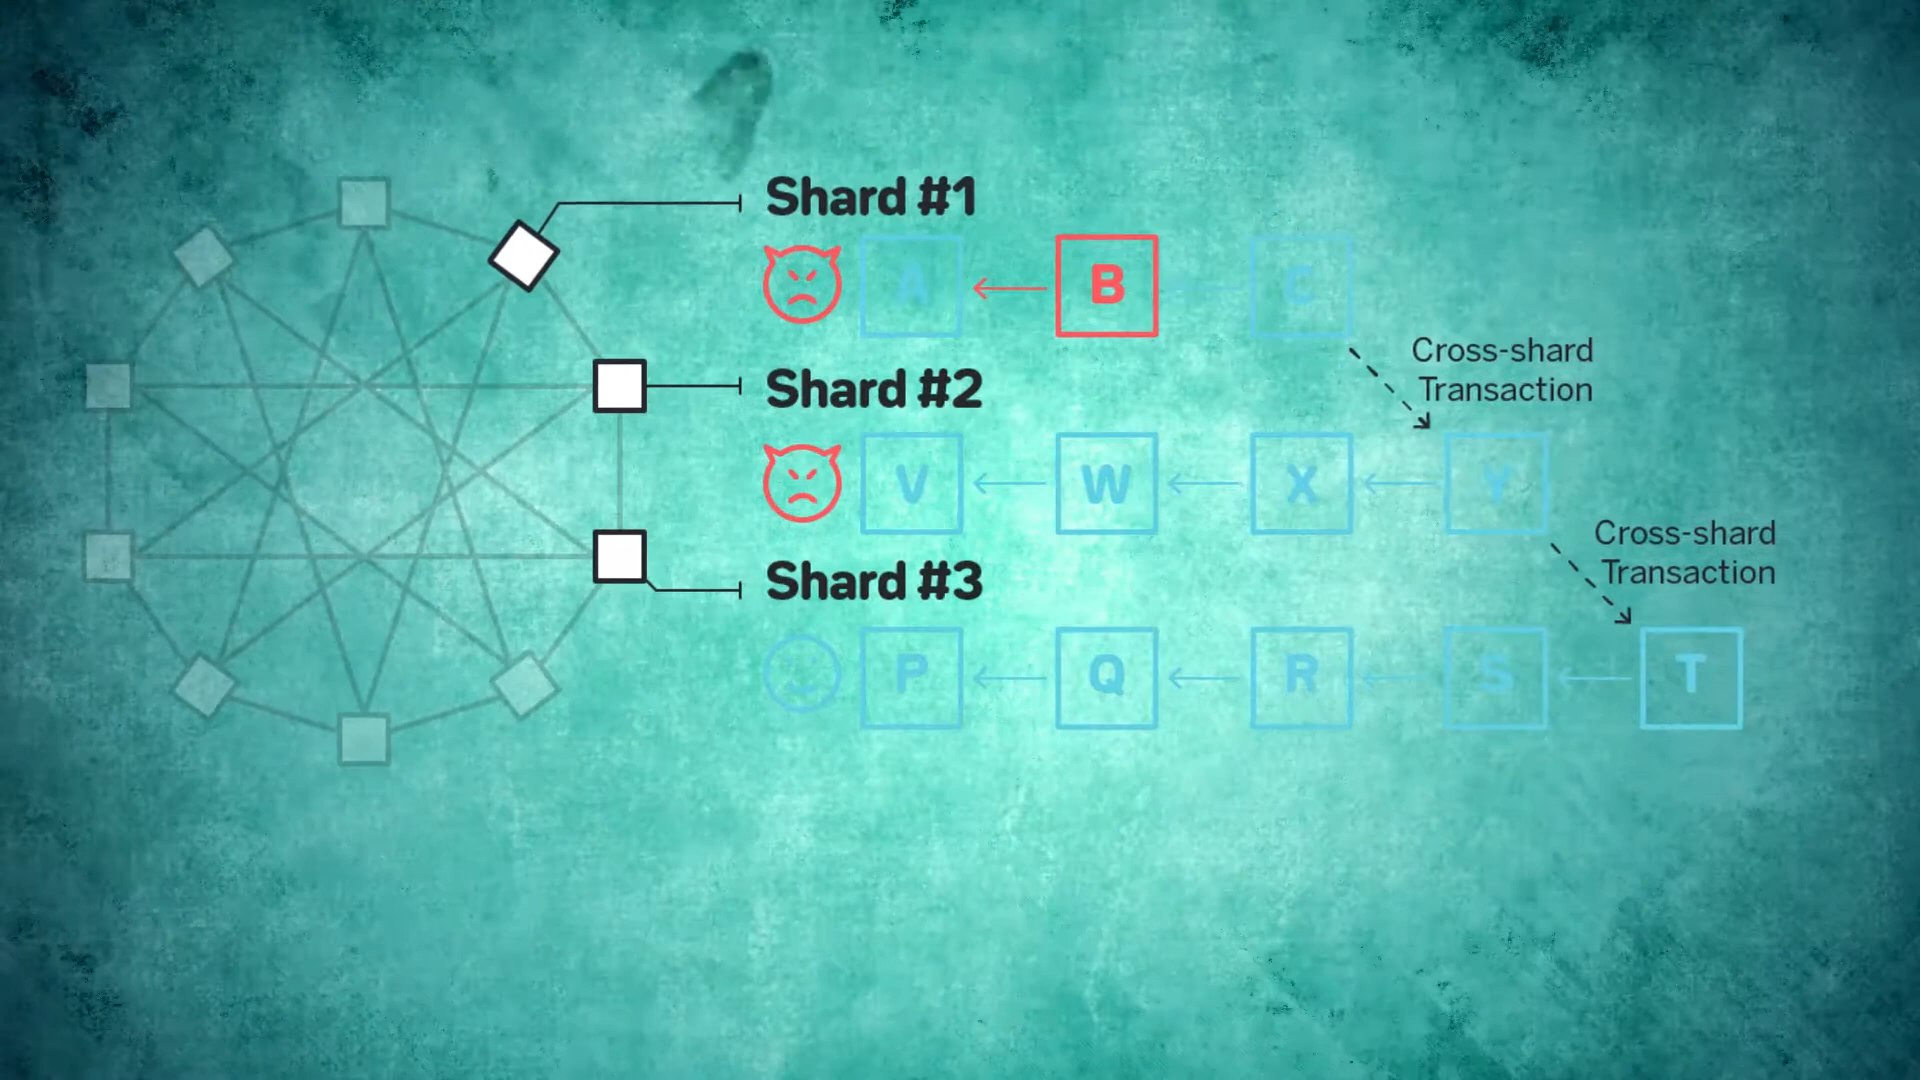 Shard #1
A B C
Cross-shard
Transaction
Shard #2
V W X Y
Cross-shard
Transaction
Shard #3
P Q R S T